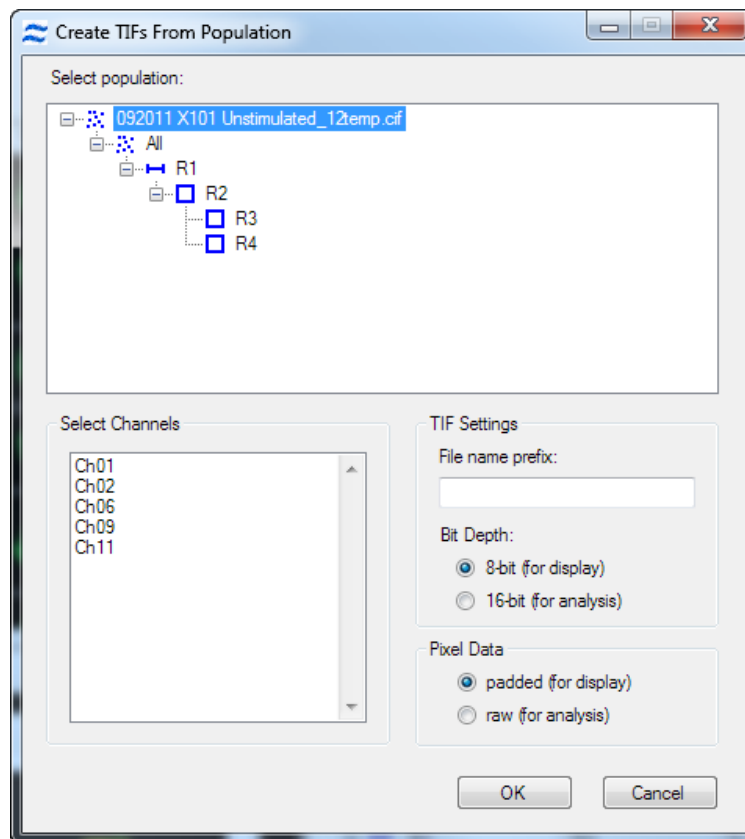 Create TIFs From Population
Select population:
092011 X101 Unstimulated_12temp.cif
All
R1
R2
R3
R4
Select Channels
Ch01
Ch02
Ch06
Ch09
Ch11
TIF Settings
File name prefix:
Bit Depth:
8-bit (for display)
16-bit (for analysis)
Pixel Data
padded (for display)
raw (for analysis)
OK
Cancel